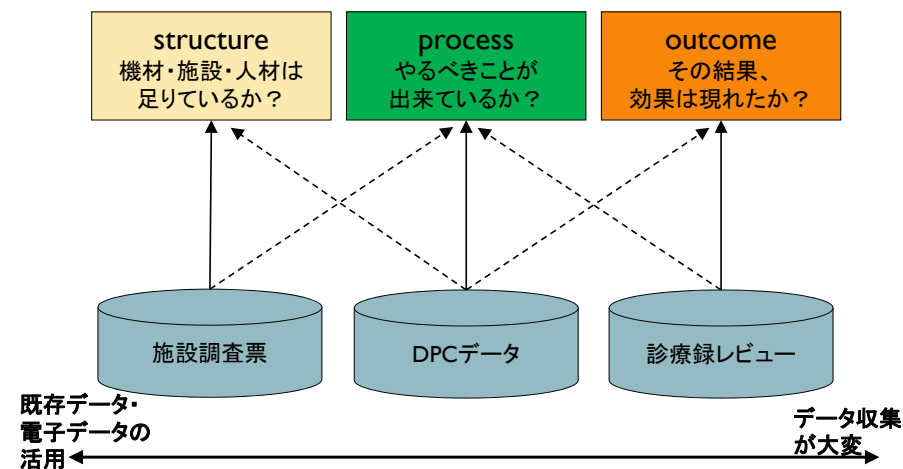 structure
機材・施設・人材は
足りているか？
process
やるべきことが
出来ているか？
outcome
その結果、
効果は現れたか？
施設調査票
DPCデータ
診療録レビュー
既存データ・
電子データの
活用
データ収集
が大変